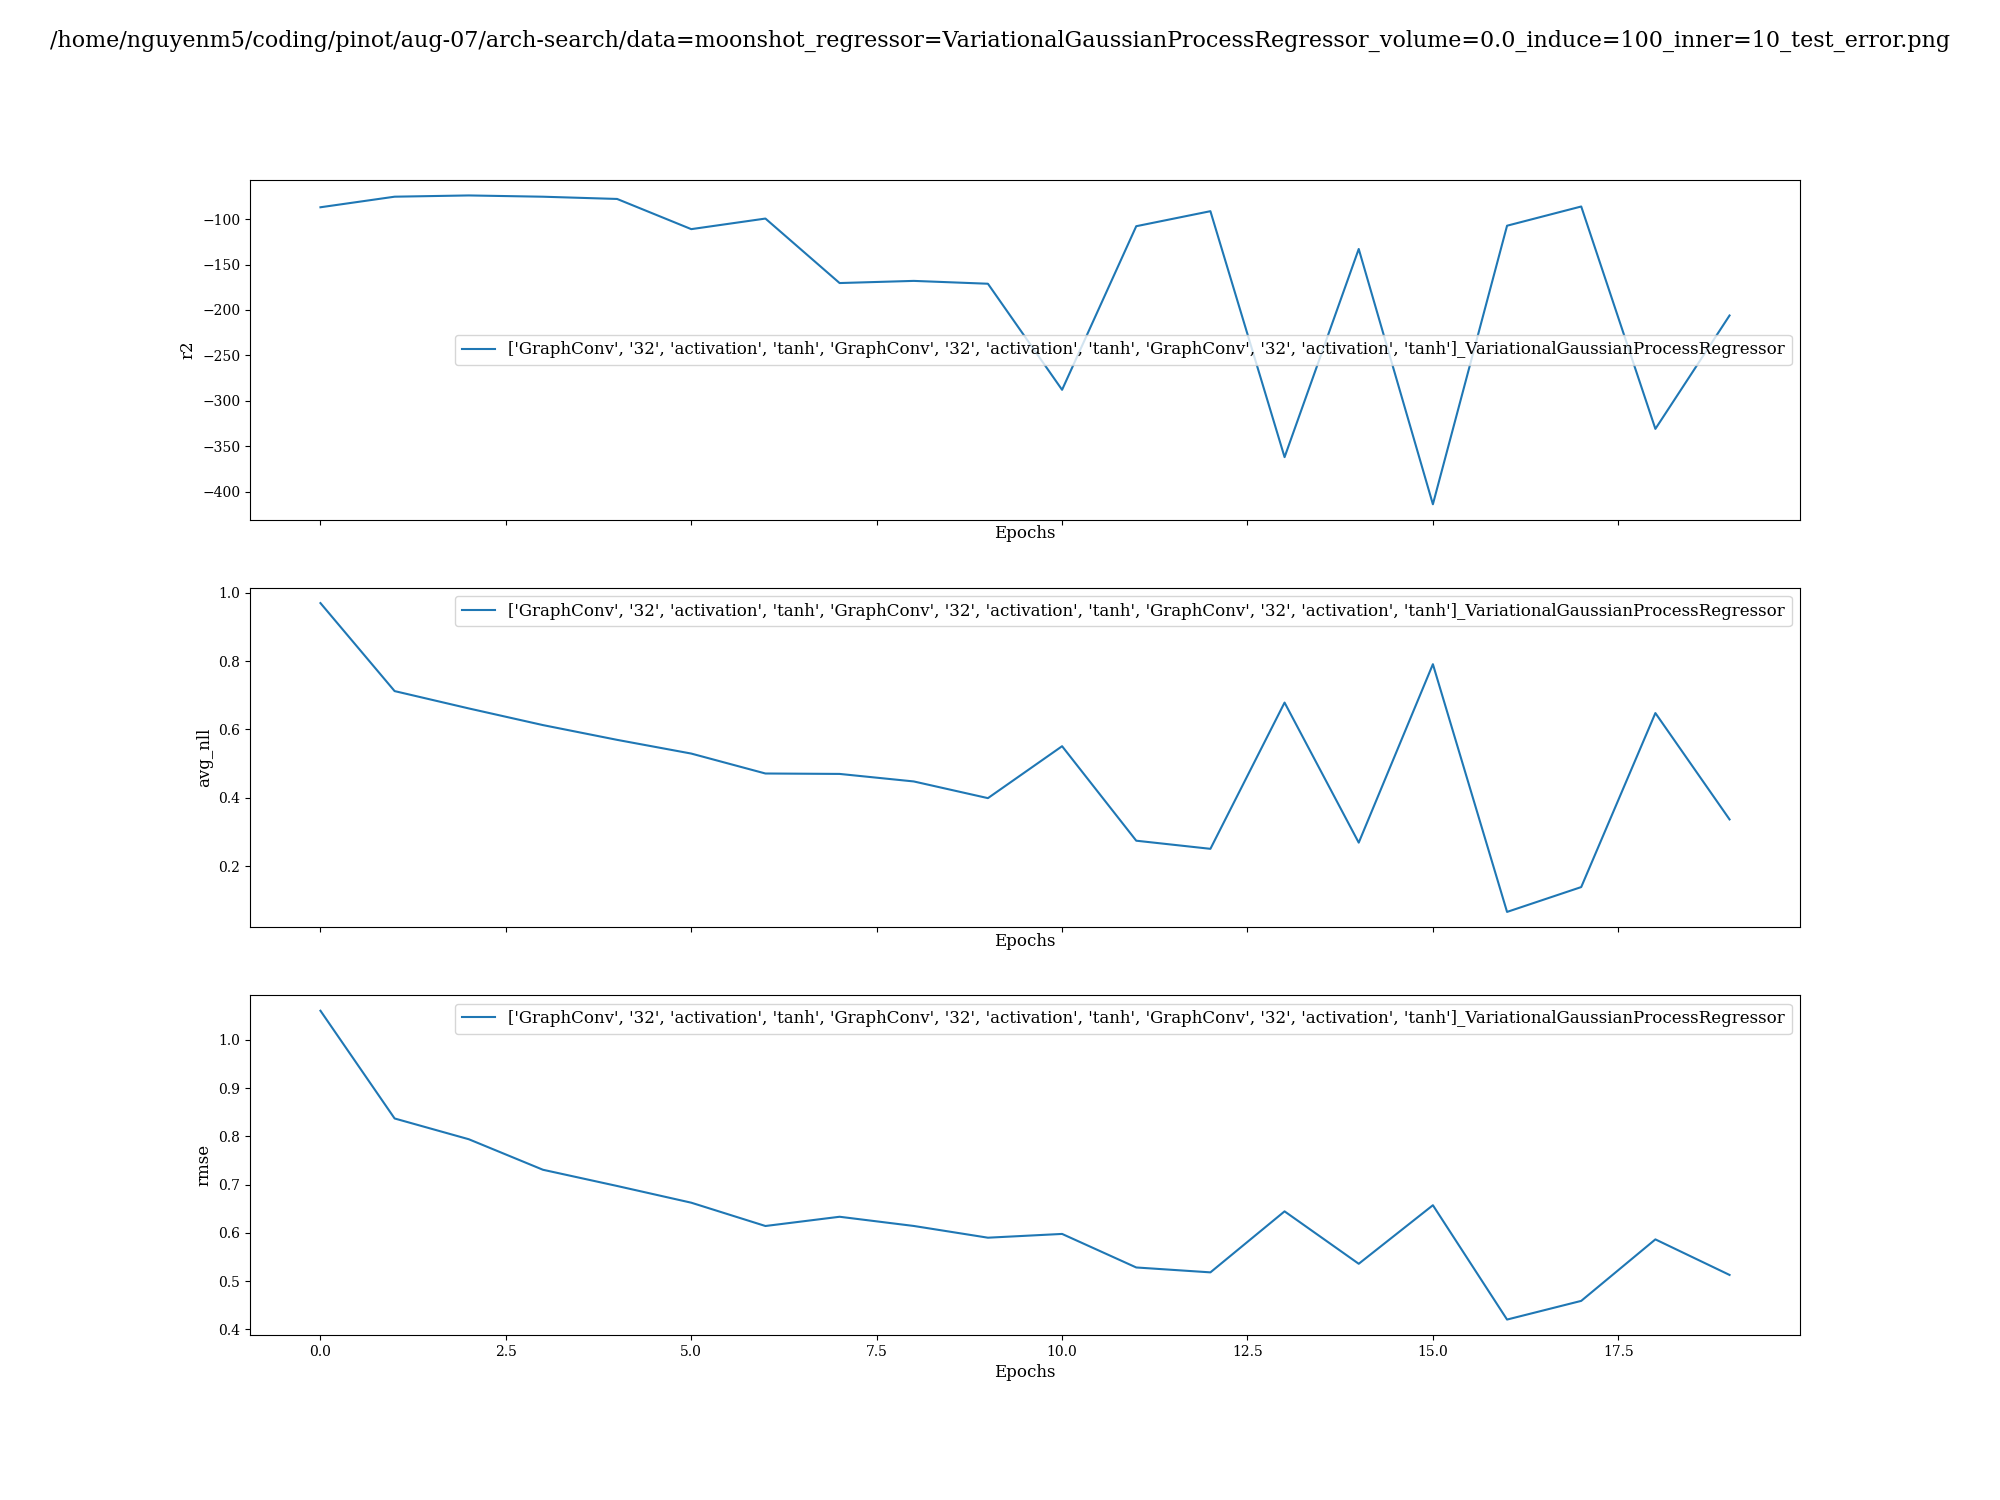 /home/nguyenm5/coding/pinot/aug-07/arch-search/data=moonshot_regressor=VariationalGaussianProcessRegressor_volume=0.0_induce=100_inner=10_test_error.png
−100
−150
−200
−250
−300
−350
−400
r2
['GraphConv', '32', 'activation', 'tanh', 'GraphConv', '32', 'activation', 'tanh', 'GraphConv', '32', 'activation', 'tanh']_VariationalGaussianProcessRegressor
Epochs
1.0
0.8
0.6
0.4
0.2
avg_nll
['GraphConv', '32', 'activation', 'tanh', 'GraphConv', '32', 'activation', 'tanh', 'GraphConv', '32', 'activation', 'tanh']_VariationalGaussianProcessRegressor
Epochs
1.0
0.9
0.8
0.7
0.6
0.5
0.4
rmse
['GraphConv', '32', 'activation', 'tanh', 'GraphConv', '32', 'activation', 'tanh', 'GraphConv', '32', 'activation', 'tanh']_VariationalGaussianProcessRegressor
0.0 2.5 5.0 7.5 10.0 12.5 15.0 17.5
Epochs